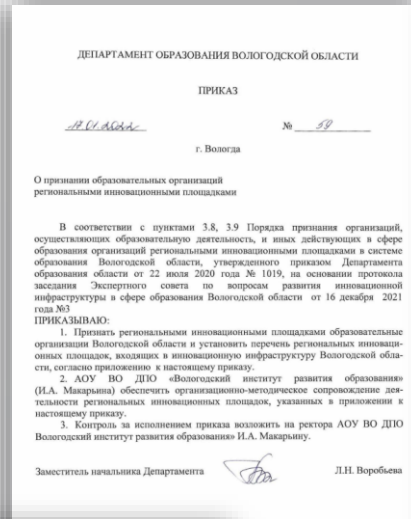 ДЕПАРТАМЕНТ ОБРАЗОВАНИЯ ВОЛОГОДСКОЙ ОБЛАСТИ
ПРИКАЗ
17.01.2022 № 59
г. Вологда
О признании образовательных организаций
региональными инновационными площадками
В соответствии с пунктами 3.8, 3.9 Порядка признания организаций,
осуществляющих образовательную деятельность, и иных действующих в сфере
образования организаций региональными инновационными площадками в системе
образования Вологодской области, утвержденного приказом Департамента
образования области от 22 июля 2020 года № 1019, на основании протокола
заседания Экспертного совета по вопросам развития инновационной
инфраструктуры в сфере образования Вологодской области от 16 декабря 2021
года №3
ПРИКАЗЫВАЮ:
1. Признать региональными инновационными площадками образовательные
организации Вологодской области и установить перечень региональных инноваци-
онных площадок, входящих в инновационную инфраструктуру Вологодской обла-
сти, согласно приложению к настоящему приказу.
2. АОУ ВО ДПО «Вологодский институт развития образования»
(И.А. Макарьина) обеспечить организационно-методическое сопровождение дея-
тельности региональных инновационных площадок, указанных в приложении к
настоящему приказу.
3. Контроль за исполнением приказа возложить на ректора АОУ ВО ДПО
Вологодский институт развития образования» И.А. Макарьину.
Заместитель начальника Департамента Л.Н. Воробьева